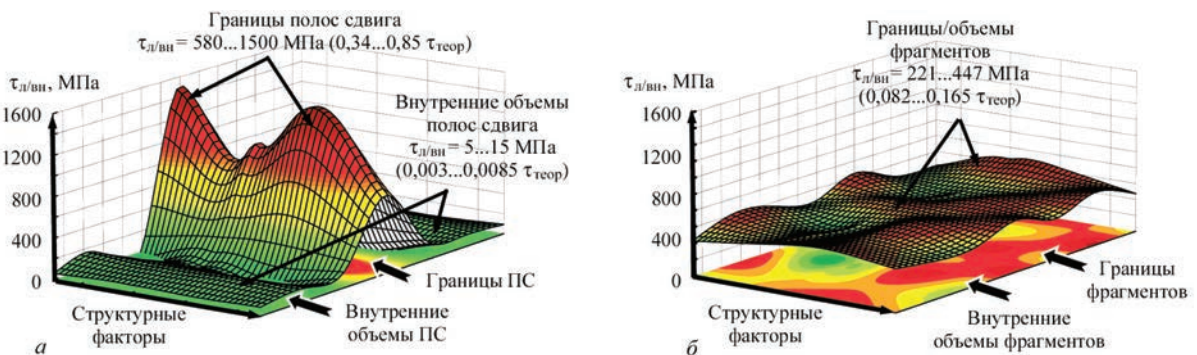 Границы полос сдвига
τл/вн = 580...1500 МПа (0,34...0,85 τтеор)
τл/вн, МПа
1600
1200
800
400
0
Внутренние объемы
полос сдвига
τл/вн = 5...15 МПа
(0,003...0,0085 τтеор)
Границы ПС
Внутренние
объемы ПС
Структурные
факторы
а
Границы/объемы
фрагментов
τл/вн = 221...447 МПа
(0,082...0,165 τтеор)
τл/вн, МПа
1600
1200
800
400
0
Границы
фрагментов
Внутренние
объемы фрагментов
Структурные
факторы
б